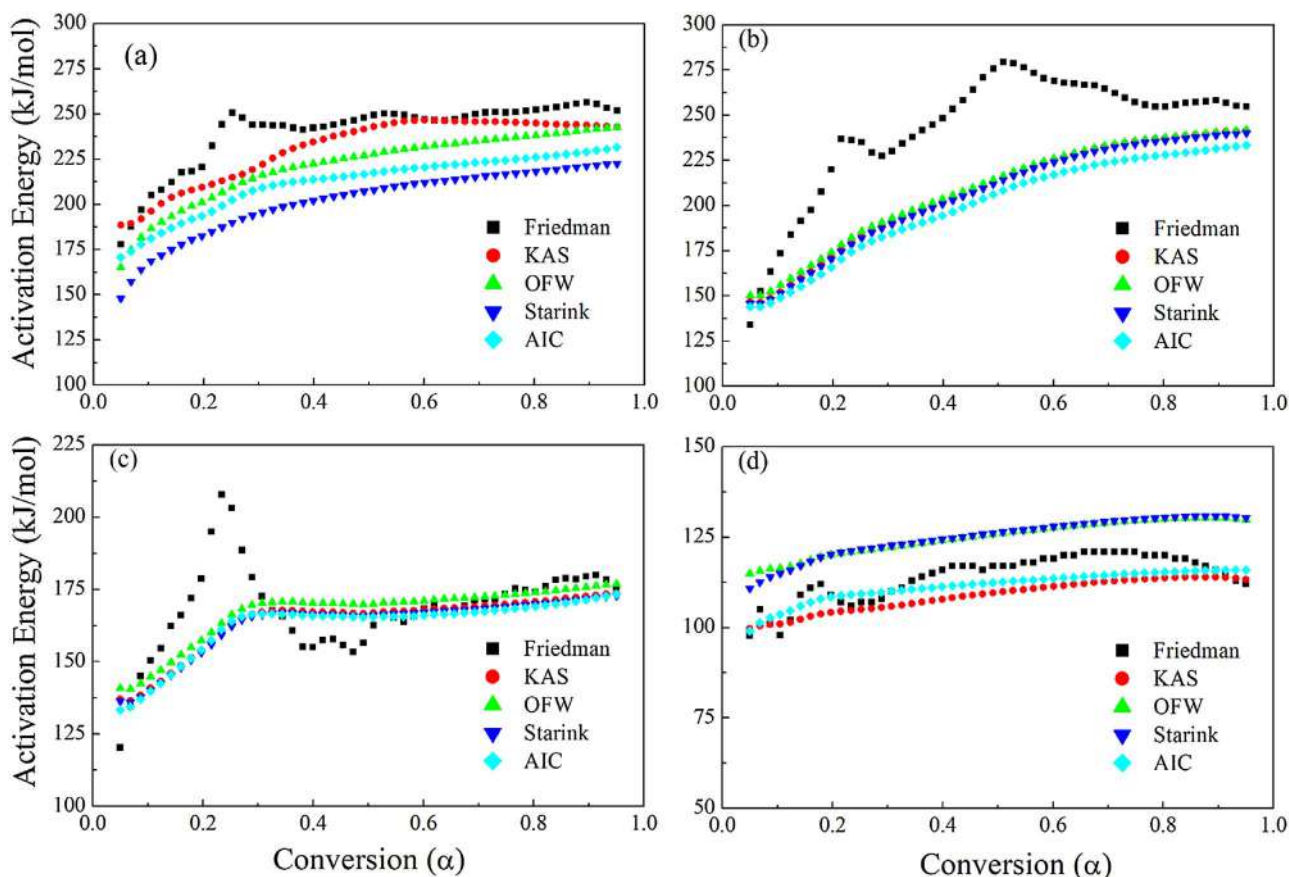 (a)
300
275
250
225
200
175
150
125
100
Activation Energy (kJ/mol)
Friedman
KAS
OFW
Starink
AIC
0.0 0.2 0.4 0.6 0.8 1.0
(b)
300
275
250
225
200
175
150
125
100
Friedman
KAS
OFW
Starink
AIC
0.0 0.2 0.4 0.6 0.8 1.0
(c)
225
200
175
150
125
100
Activation Energy (kJ/mol)
Friedman
KAS
OFW
Starink
AIC
0.0 0.2 0.4 0.6 0.8 1.0
Conversion (α)
(d)
150
125
100
75
50
Friedman
KAS
OFW
Starink
AIC
0.0 0.2 0.4 0.6 0.8 1.0
Conversion (α)